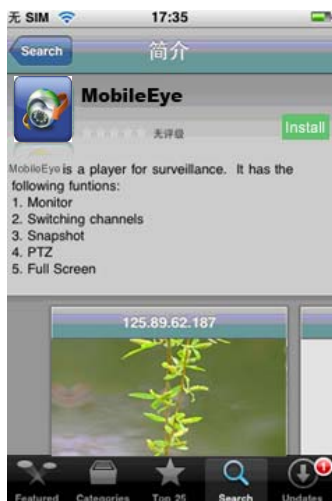 无 SIM 17:35
Search 简介
MobileEye
无评级
Install
MobileEye is a player for surveillance. It has the
following funtions:
1. Monitor
2. Switching channels
3. Snapshot
4. PTZ
5. Full Screen
125.89.62.187
1
Featured Categories Top 25 Search Updates